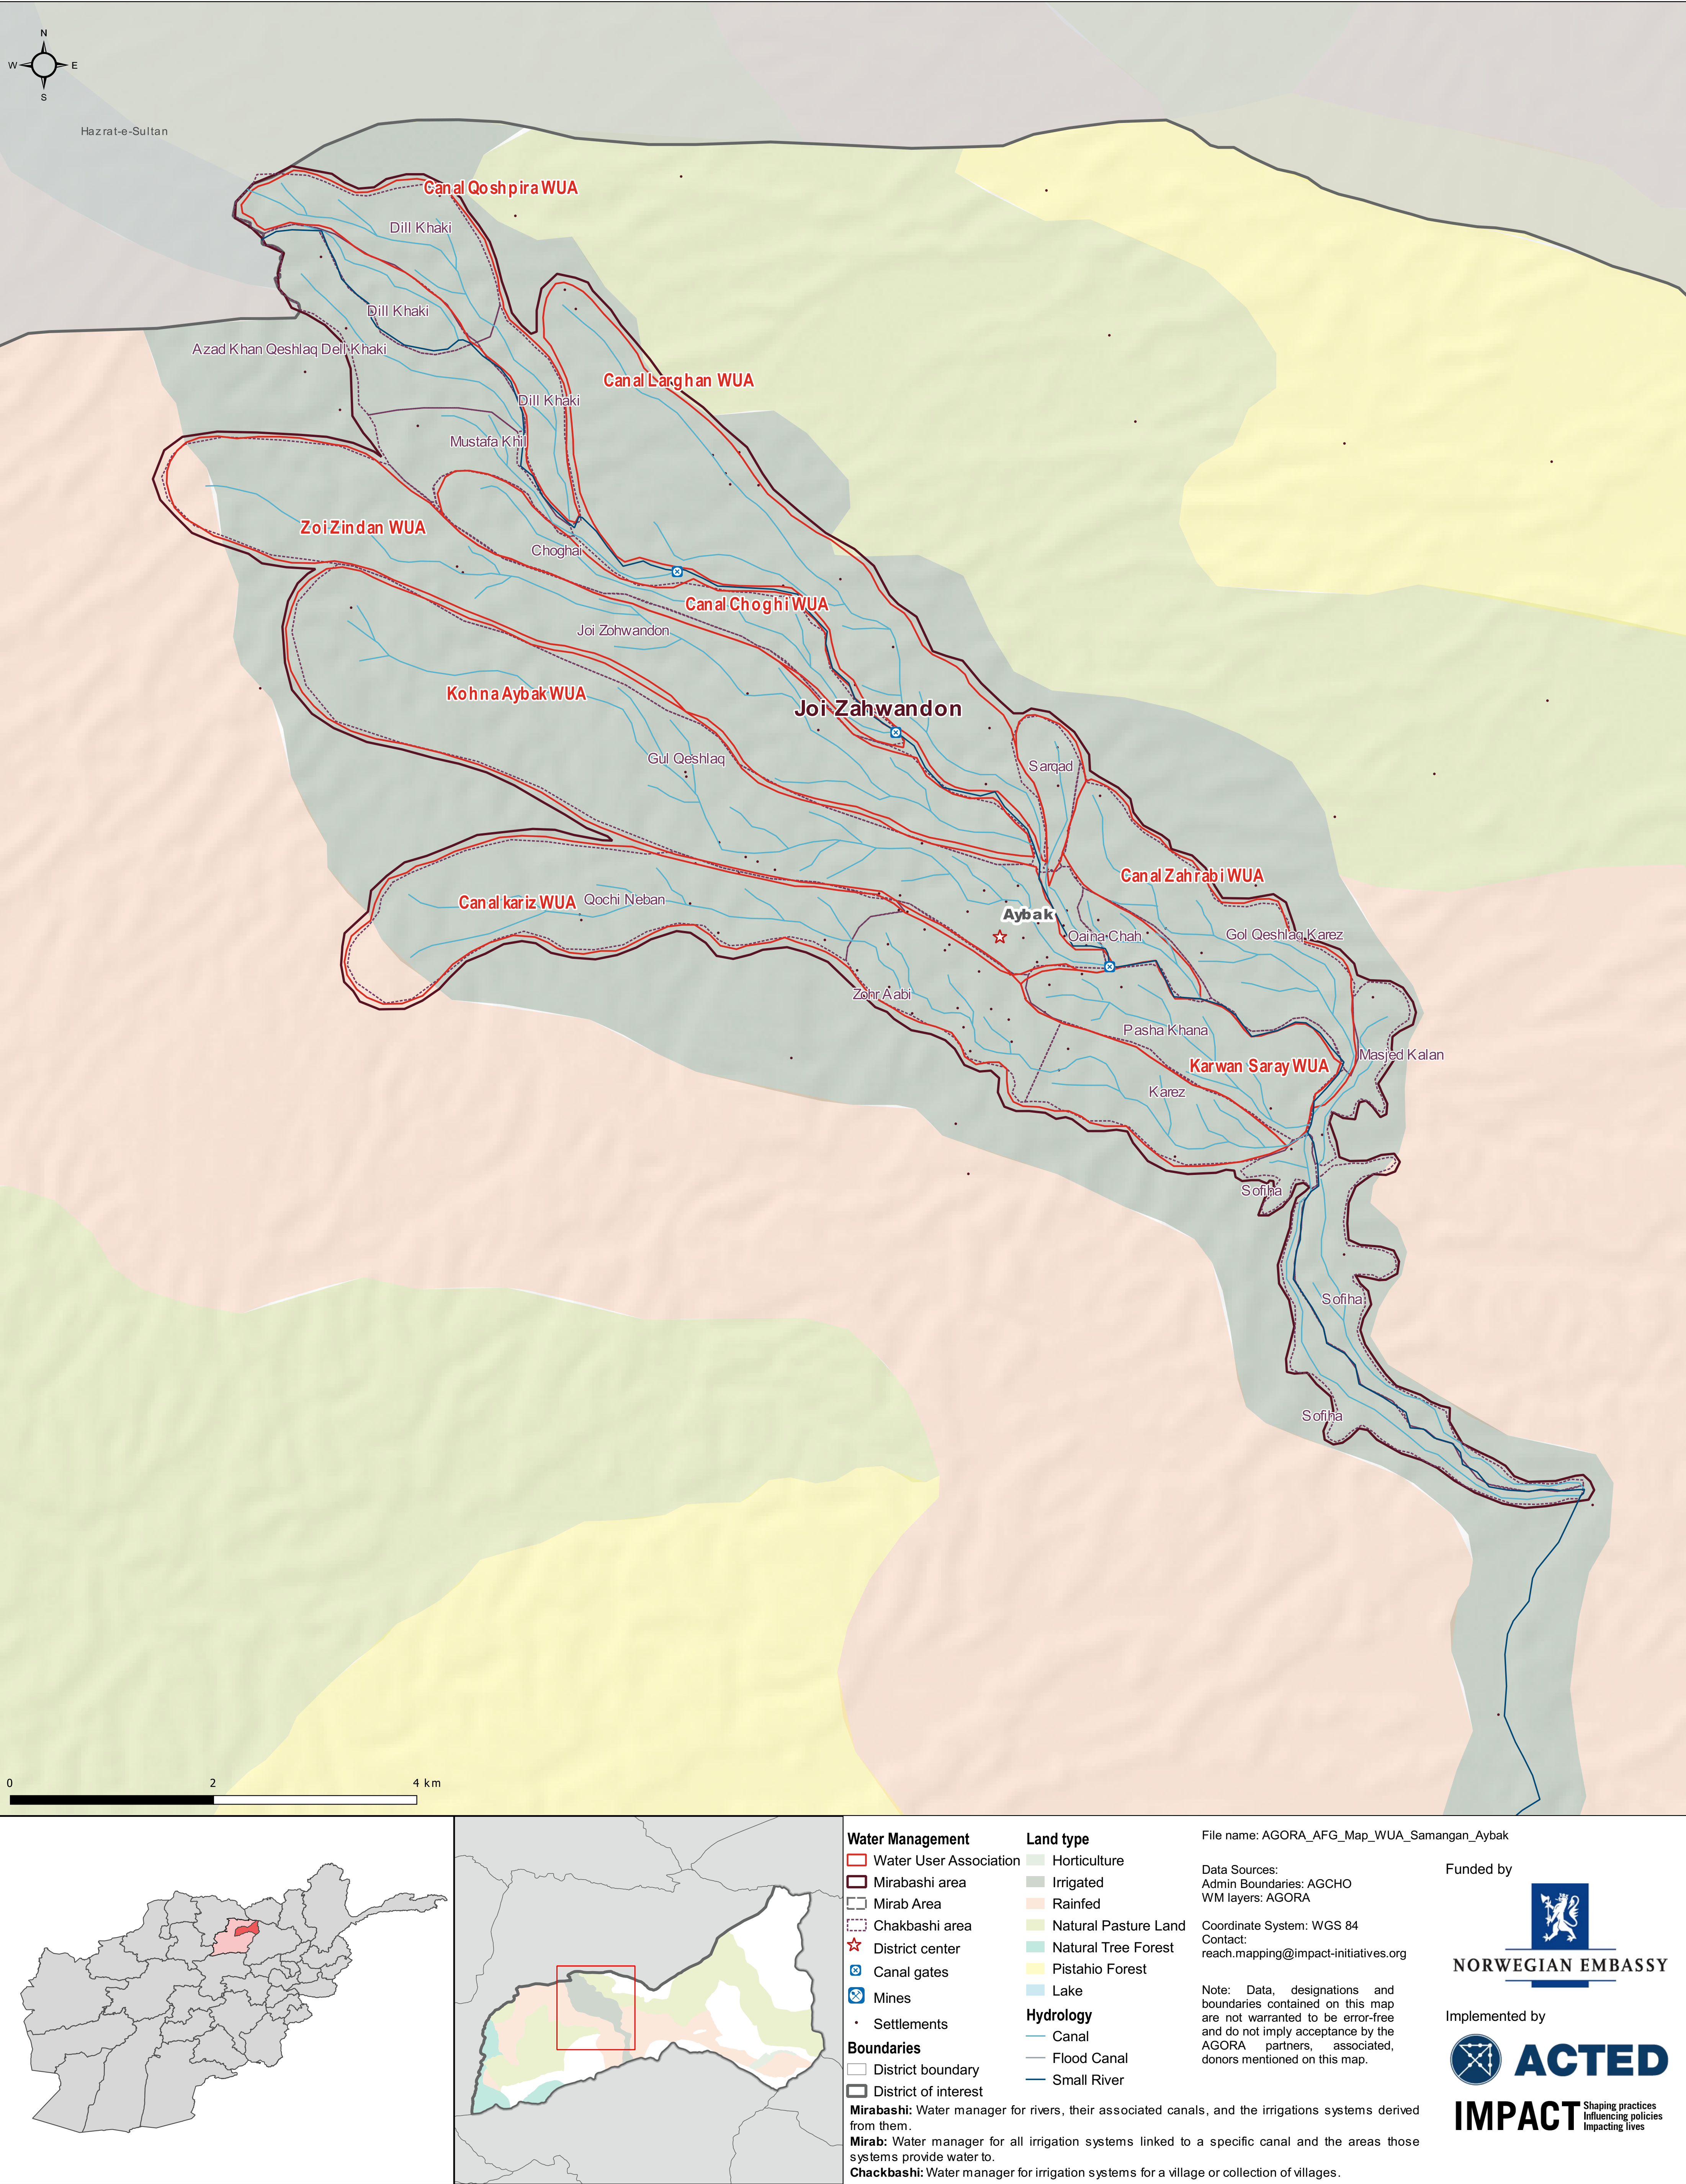 N
W E
S
Hazrat-e-Sultan
Canal Qoshpira WUA
Dill Khaki
Dill Khaki
Azad Khan Qeshlaq Dell Khaki
Canal Larghan WUA
Dill Khaki
Mustafa Khil
Zoi Zindan WUA
Choghai
Canal Choghi WUA
Joi Zohwandon
Kohna Aybak WUA
Joi Zahwandon
Gul Qeshlaq
Sarqad
Canal Zahrabi WUA
Canal kariz WUA
Qochi Neban
Aybak
Oaina Chah
Gol Qeshlaq Karez
Zohr Aabi
Pasha Khana
Masjed Kalan
Karwan Saray WUA
Karez
Sofiha
Sofiha
Sofiha
0 2 4 km
Water Management
Water User Association
Mirabashi area
Mirab Area
Chakbashi area
District center
Canal gates
Mines
Settlements
Boundaries
District boundary
District of interest
Land type
Horticulture
Irrigated
Rainfed
Natural Pasture Land
Natural Tree Forest
Pistahio Forest
Lake
Hydrology
Canal
Flood Canal
Small River
Mirabashi: Water manager for rivers, their associated canals, and the irrigations systems derived
from them.
Mirab: Water manager for all irrigation systems linked to a specific canal and the areas those
systems provide water to.
Chackbashi: Water manager for irrigation systems for a village or collection of villages.
File name: AGORA_AFG_Map_WUA_Samangan_Aybak
Data Sources:
Admin Boundaries: AGCHO
WM layers: AGORA
Coordinate System: WGS 84
Contact:
reach.mapping@impact-initiatives.org
Note: Data, designations and
boundaries contained on this map
are not warranted to be error-free
and do not imply acceptance by the
AGORA partners, associated,
donors mentioned on this map.
Funded by
NORWEGIAN EMBASSY
Implemented by
ACTED
IMPACT
Shaping practices
Influencing policies
Impacting lives